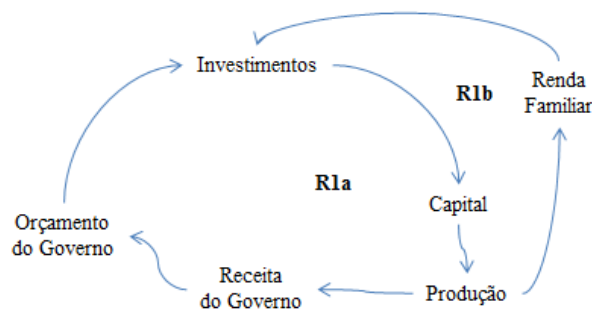 Investimentos
R1b
Renda
Familiar
R1a
Capital
Orçamento
do Governo
Receita
do Governo
Produção